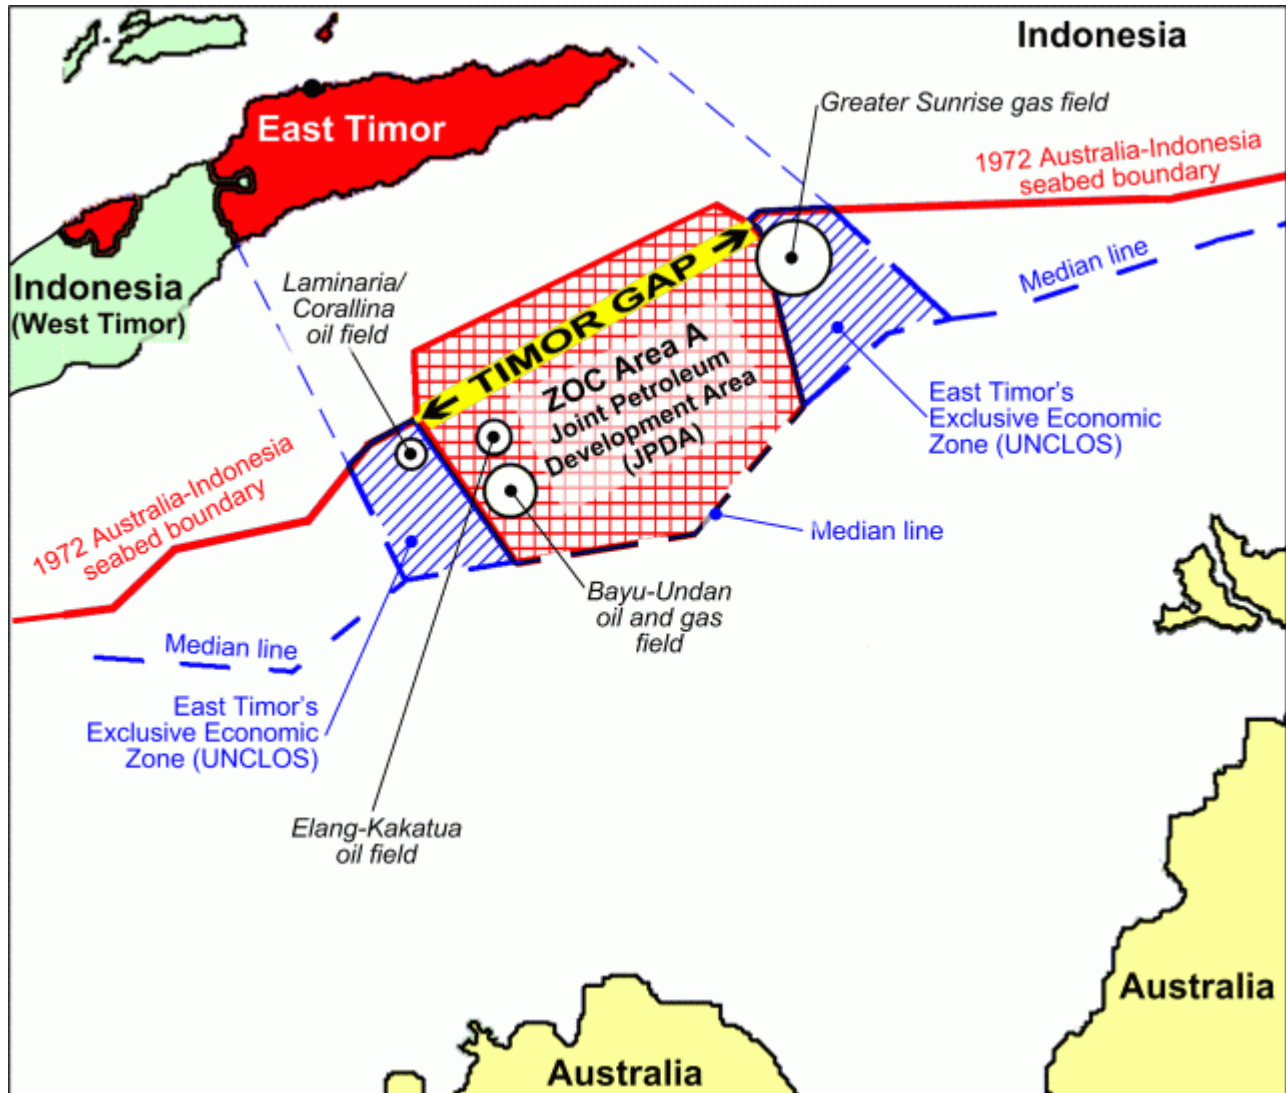 Indonesia
Greater Sunrise gas field
East Timor
1972 Australia-Indonesia
seabed boundary
Median line
Indonesia
(West Timor)
Laminaria/
Corallina
oil field
TIMOR GAP
ZOC Area A
Joint Petroleum
Development Area
(JPDA)
East Timor's
Exclusive Economic
Zone (UNCLOS)
1972 Australia-Indonesia
seabed boundary
Median line
Bayu-Undan
oil and gas
field
Median line
East Timor's
Exclusive Economic
Zone (UNCLOS)
Elang-Kakatua
oil field
Australia
Australia